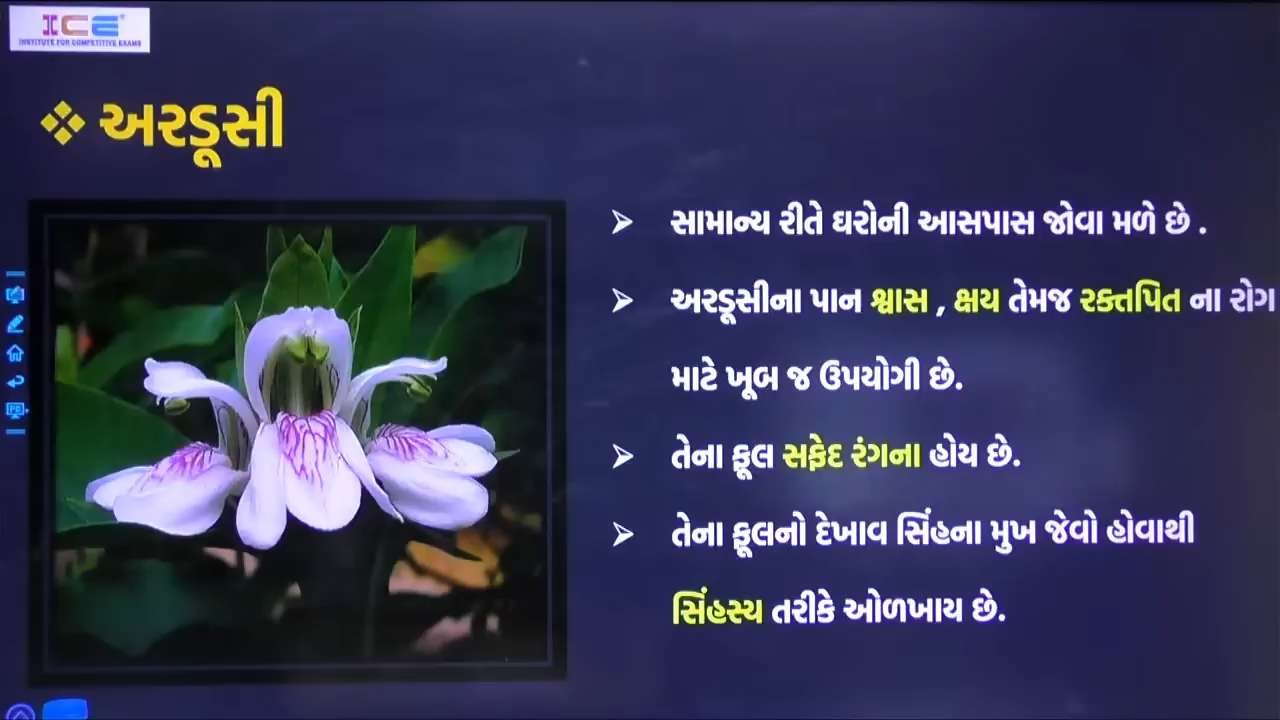 ICE
INSTITUTE FOR COMPETITIVE EXAMS
❖ અરડૂસી
➢ સામાન્ય રીતે ઘરોની આસપાસ જોવા મળે છે .
➢ અરડૂસીના પાન શ્વાસ , ક્ષય તેમજ રક્તપિત ના રોગ
માટે ખૂબ જ ઉપયોગી છે.
➢ તેના ફૂલ સફેદ રંગના હોય છે.
➢ તેના ફૂલનો દેખાવ સિંહના મુખ જેવો હોવાથી
સિંહસ્ય તરીકે ઓળખાય છે.